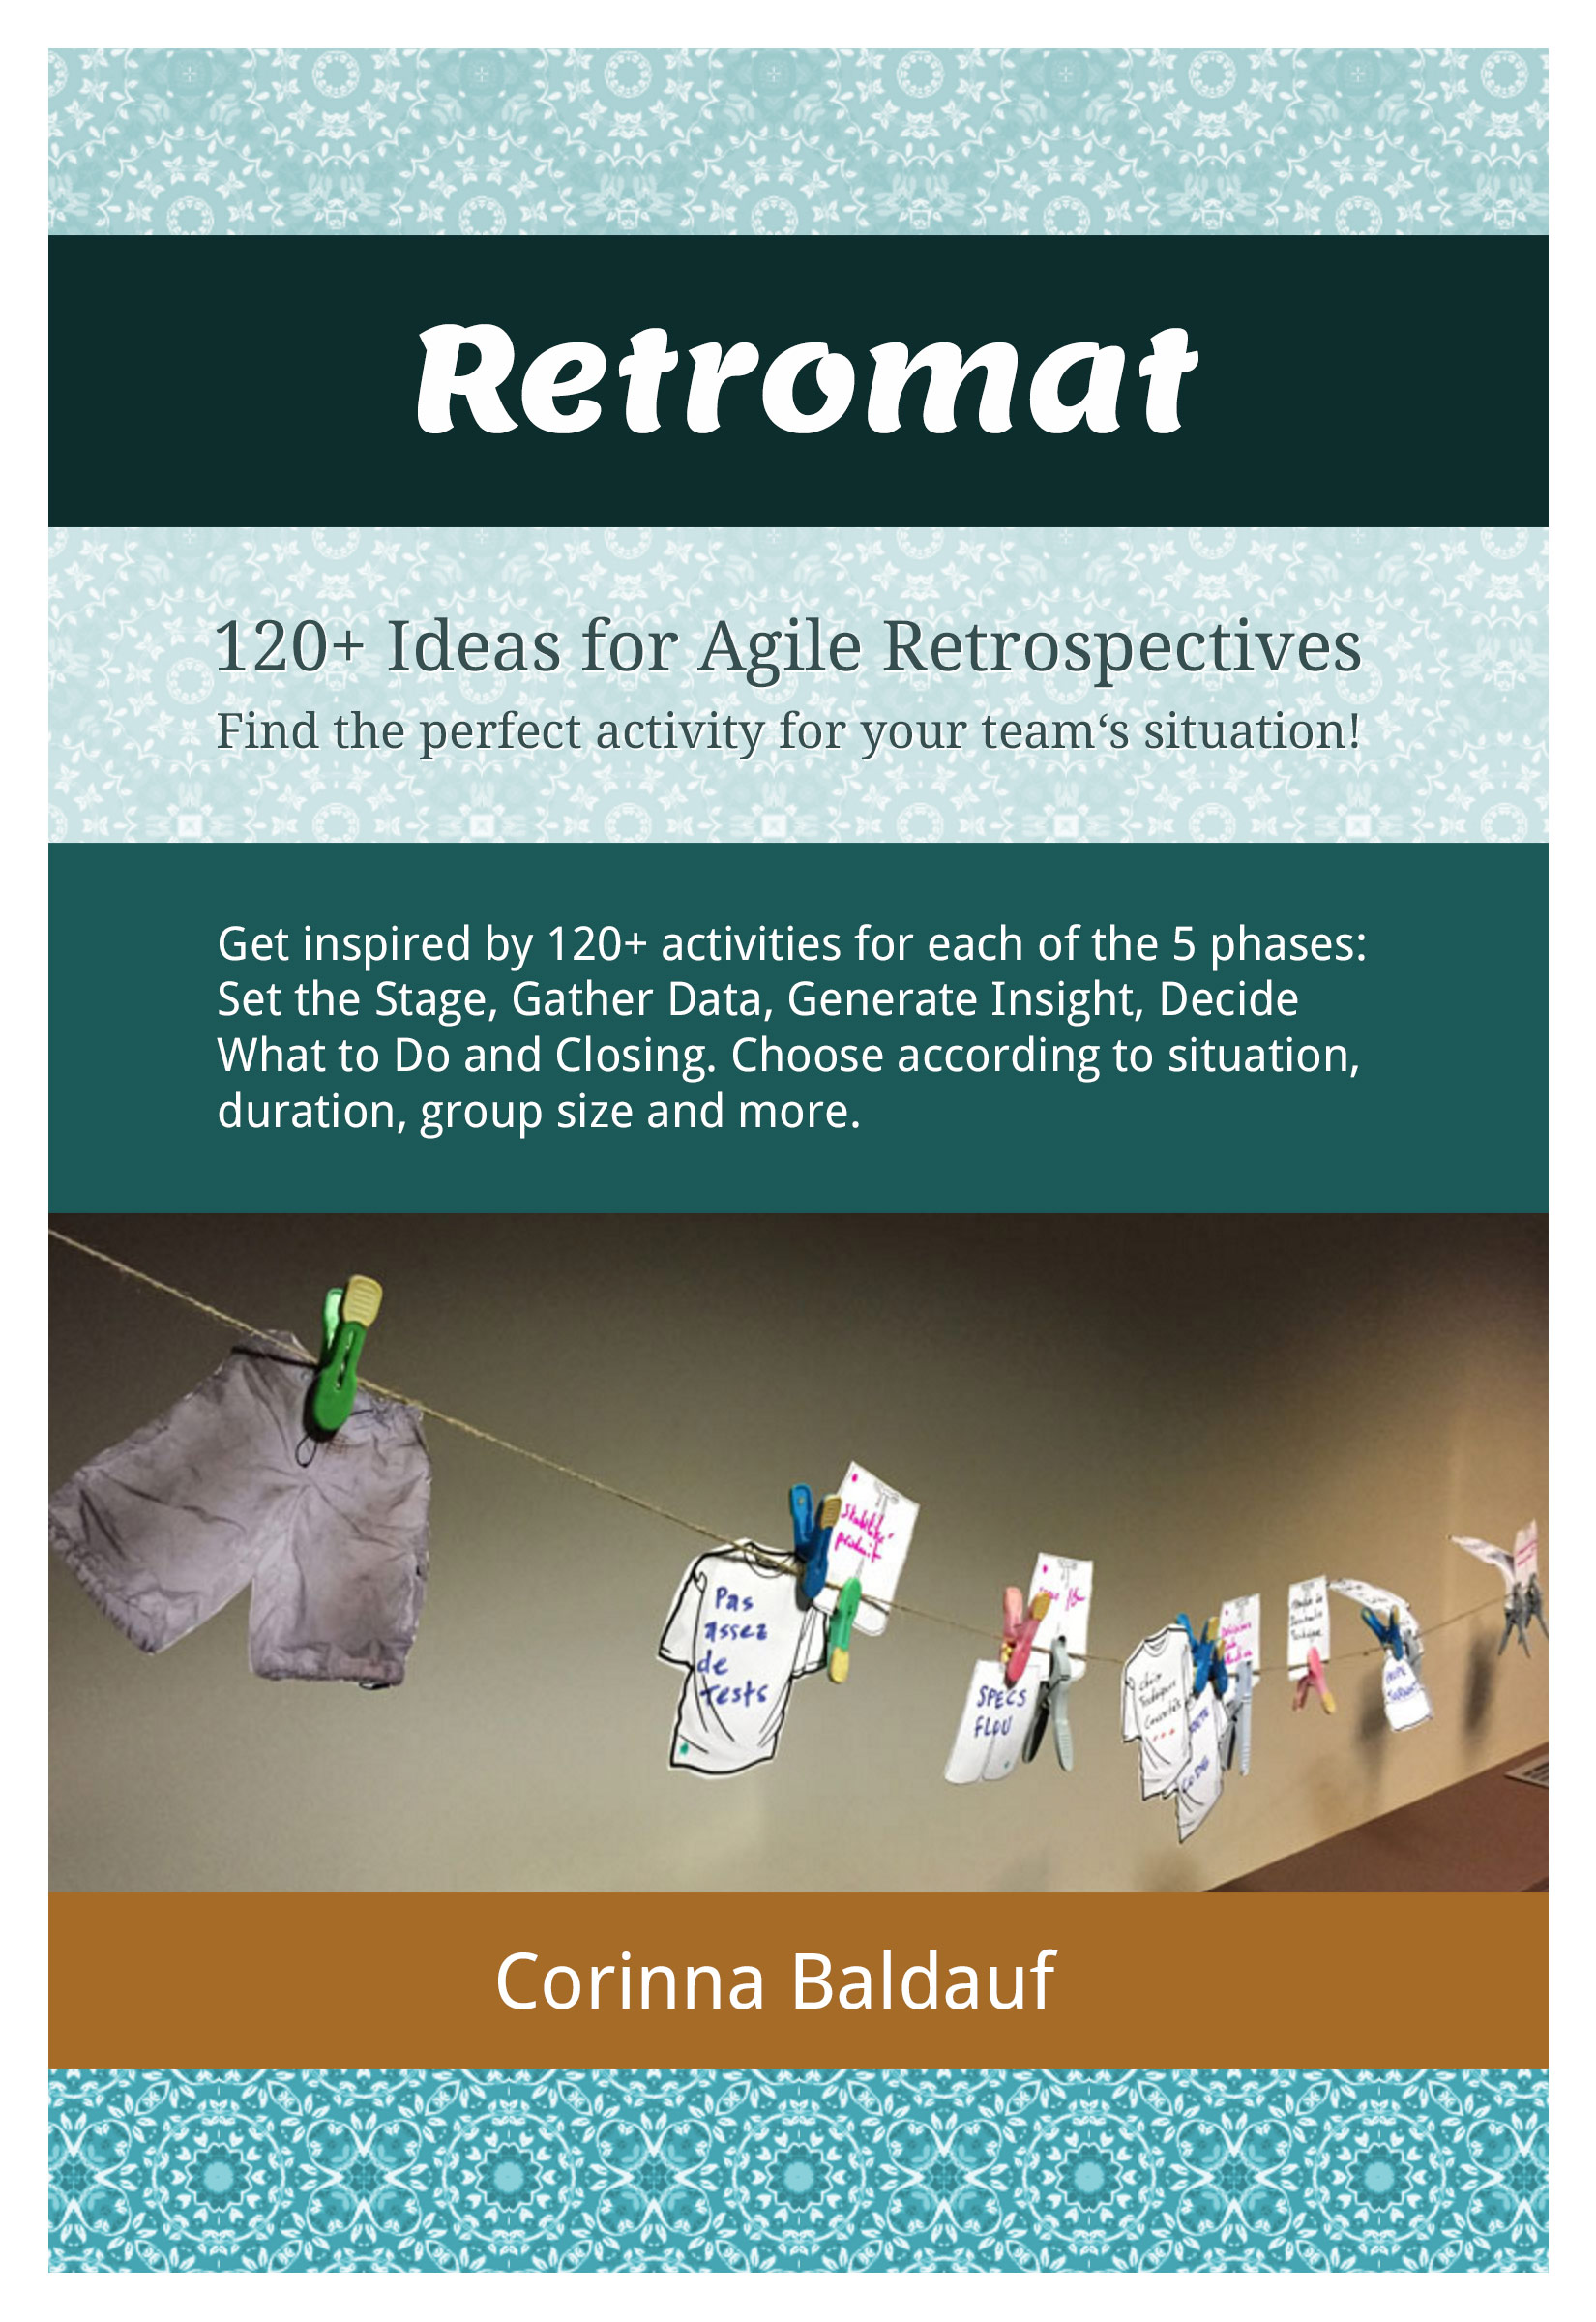 Retromat
120+ Ideas for Agile Retrospectives
Find the perfect activity for your team‘s situation!
Get inspired by 120+ activities for each of the 5 phases:
Set the Stage, Gather Data, Generate Insight, Decide
What to Do and Closing. Choose according to situation,
duration, group size and more.
Pas
assez
de
Tests
produit
SPECS
FLOU
Corinna Baldauf